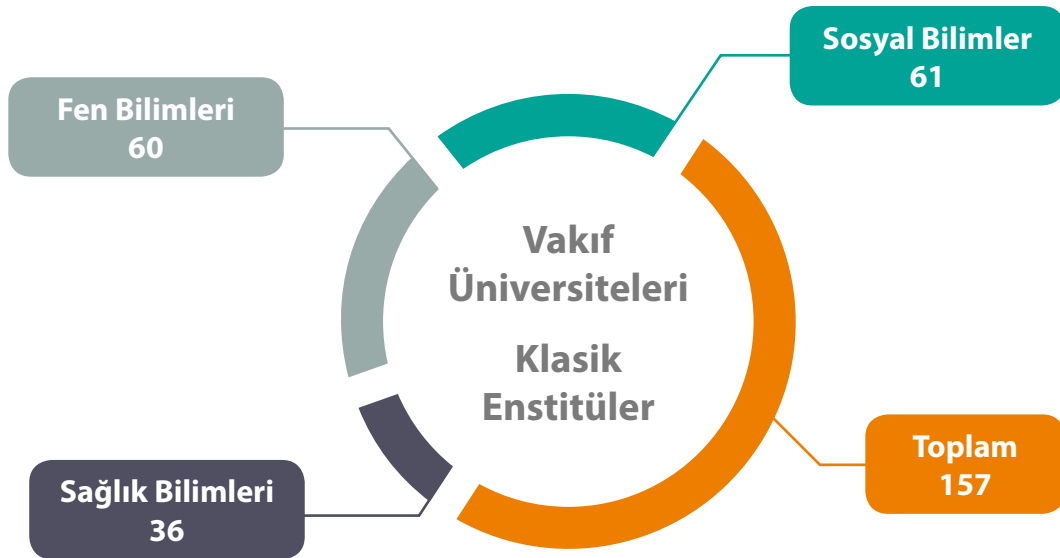 Sosyal Bilimler
61
Fen Bilimleri
60
Vakıf
Üniversiteleri
Klasik
Enstitüler
Toplam
157
Sağlık Bilimleri
36